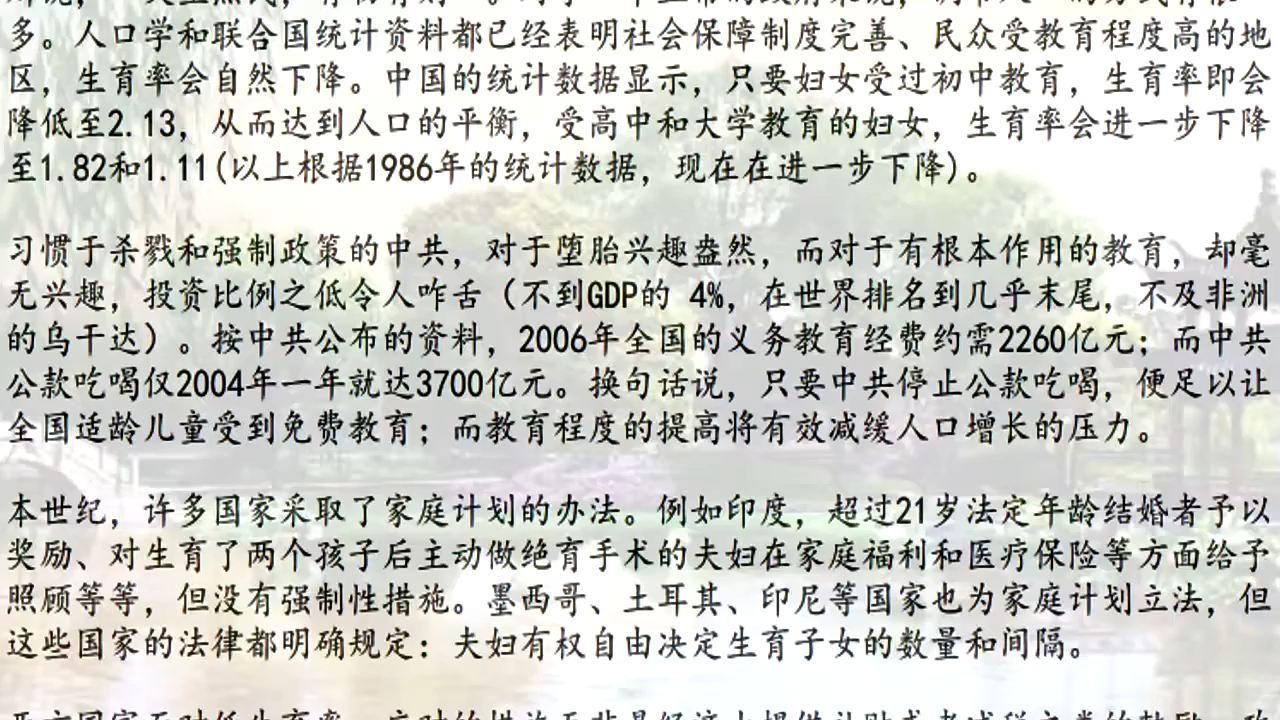 多。人口学和联合国统计资料都已经表明社会保障制度完善、民众受教育程度高的地
区，生育率会自然下降。中国的统计数据显示，只要妇女受过初中教育，生育率即会
降低至2.13，从而达到人口的平衡，受高中和大学教育的妇女，生育率会进一步下降
至1.82和1.11(以上根据1986年的统计数据，现在在进一步下降)。
习惯于杀戮和强制政策的中共，对于堕胎兴趣盎然，而对于有根本作用的教育，却毫
无兴趣，投资比例之低令人咋舌（不到GDP的 4%，在世界排名到几乎末尾，不及非洲
的乌干达）。按中共公布的资料，2006年全国的义务教育经费约需2260亿元；而中共
公款吃喝仅2004年一年就达3700亿元。换句话说，只要中共停止公款吃喝，便足以让
全国适龄儿童受到免费教育；而教育程度的提高将有效减缓人口增长的压力。
本世纪，许多国家采取了家庭计划的办法。例如印度，超过21岁法定年龄结婚者予以
奖励、对生育了两个孩子后主动做绝育手术的夫妇在家庭福利和医疗保险等方面给予
照顾等等，但没有强制性措施。墨西哥、土耳其、印尼等国家也为家庭计划立法，但
这些国家的法律都明确规定：夫妇有权自由决定生育子女的数量和间隔。